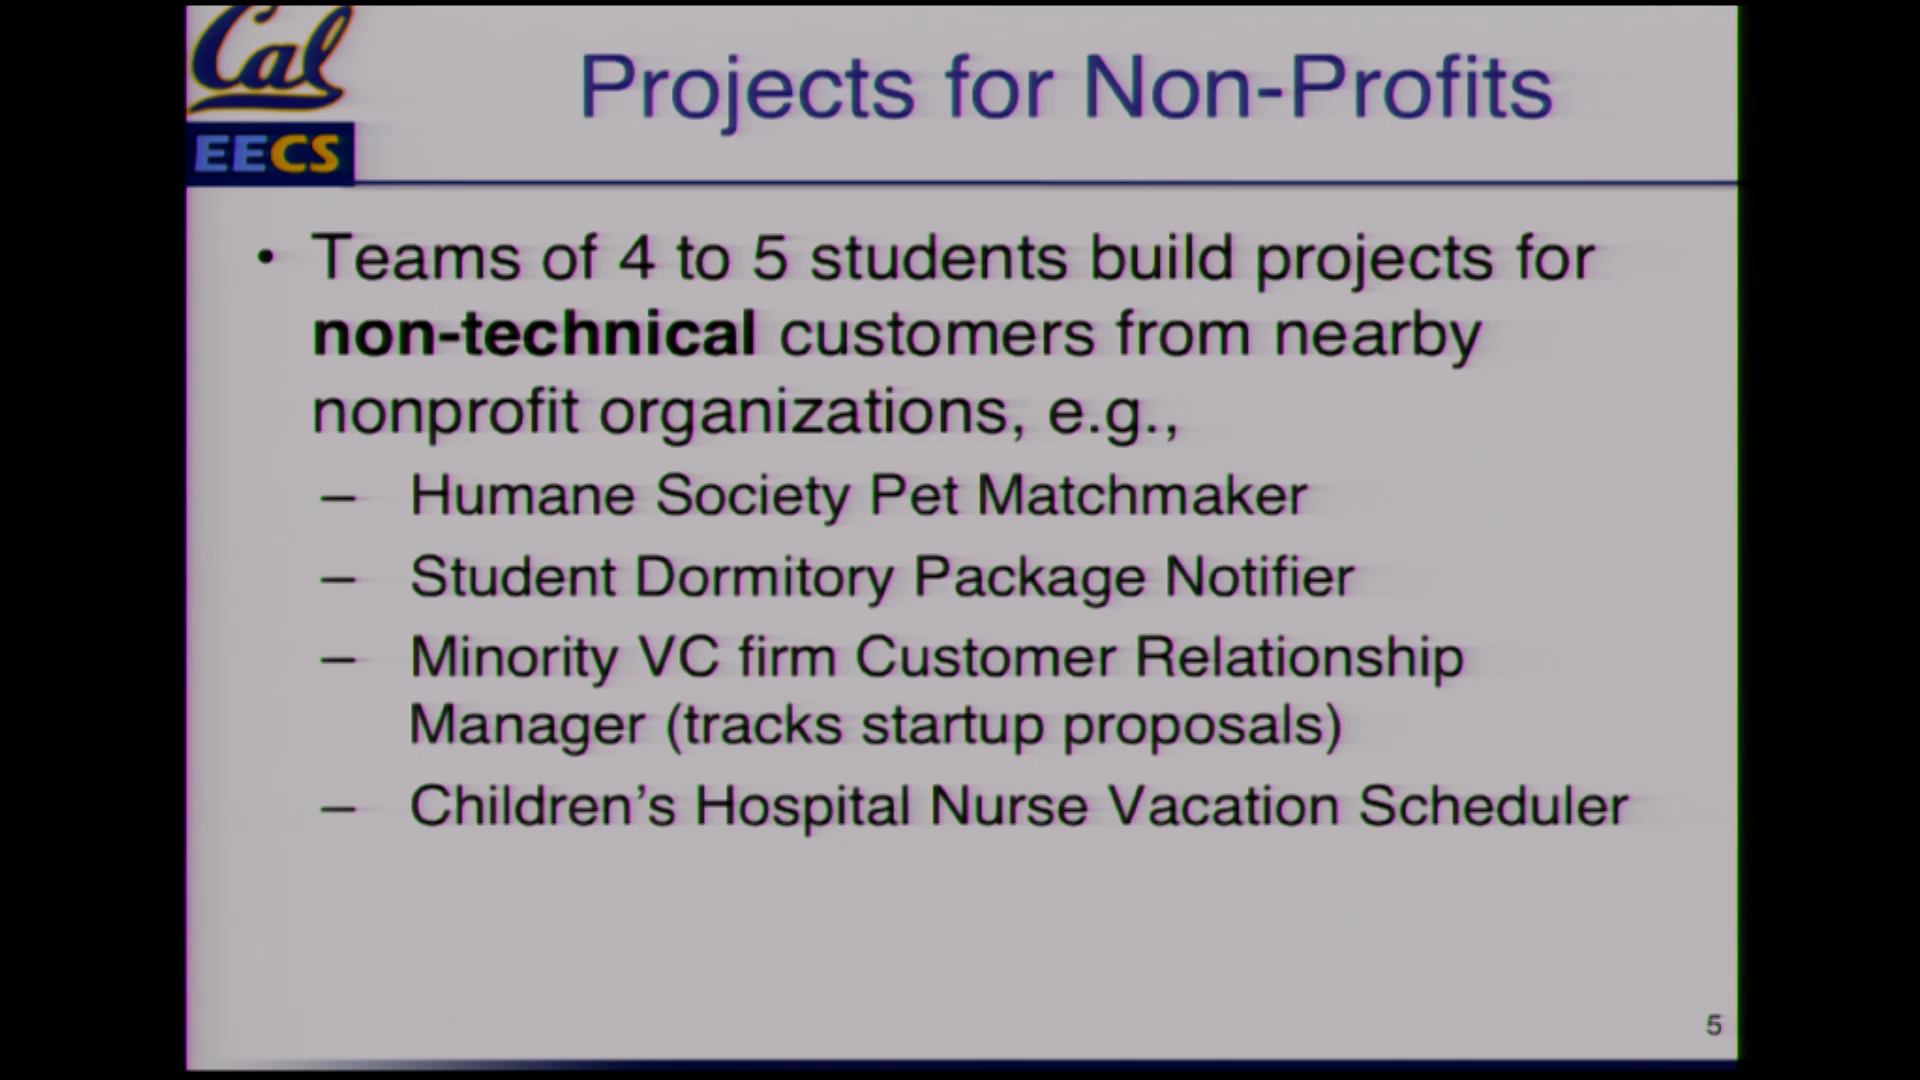 Cal
EECS
Projects for Non-Profits
• Teams of 4 to 5 students build projects for
non-technical customers from nearby
nonprofit organizations, e.g.,
– Humane Society Pet Matchmaker
– Student Dormitory Package Notifier
– Minority VC firm Customer Relationship
Manager (tracks startup proposals)
– Children’s Hospital Nurse Vacation Scheduler
5